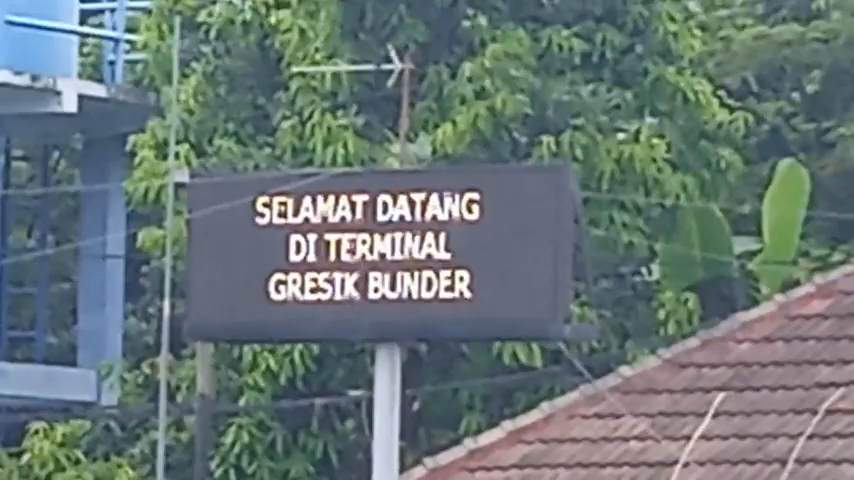 SELAMAT DATANG
DI TERMINAL
GRESIK BUNDER